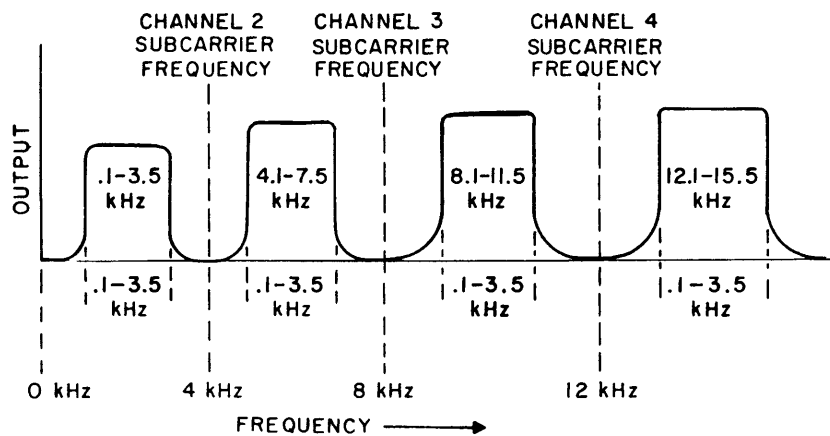 CHANNEL 2
SUBCARRIER
FREQUENCY
CHANNEL 3
SUBCARRIER
FREQUENCY
CHANNEL 4
SUBCARRIER
FREQUENCY
OUTPUT
.1–3.5
kHz
4.1–7.5
kHz
8.1–11.5
kHz
12.1–15.5
kHz
.1–3.5
kHz
.1–3.5
kHz
.1–3.5
kHz
.1–3.5
kHz
0 kHz
4 kHz
8 kHz
12 kHz
FREQUENCY